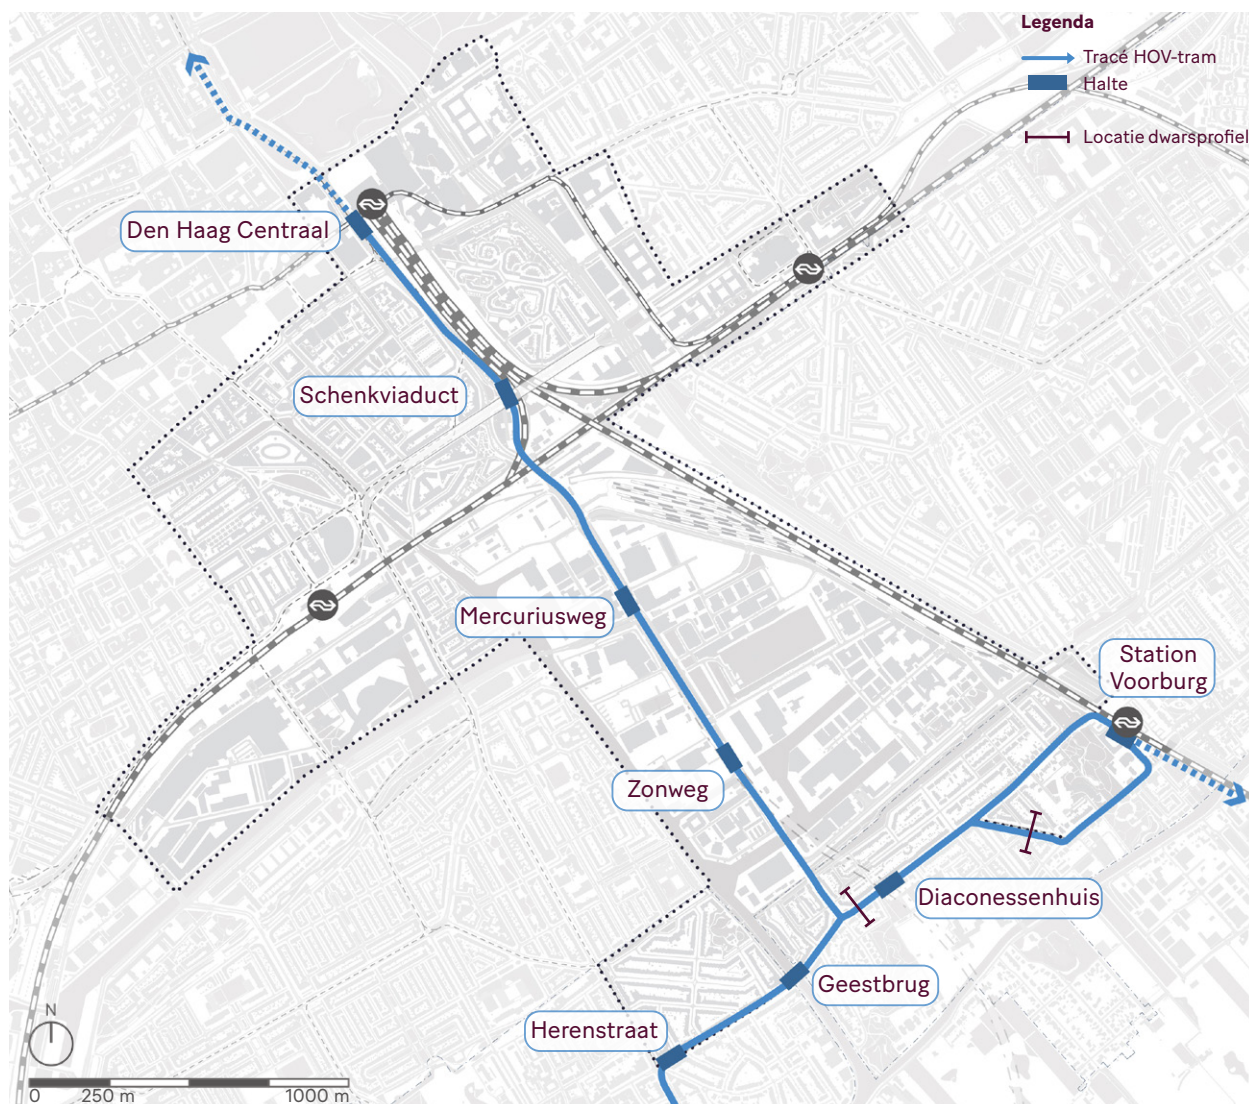 Legenda
Tracé HOV-tram
Halte
Locatie dwarsprofiel
Den Haag Centraal
Schenkviaduct
Mercuriusweg
Station
Voorburg
Zonweg
Diaconessenhuis
Geestbrug
Herenstraat
N
0 250 m 1000 m